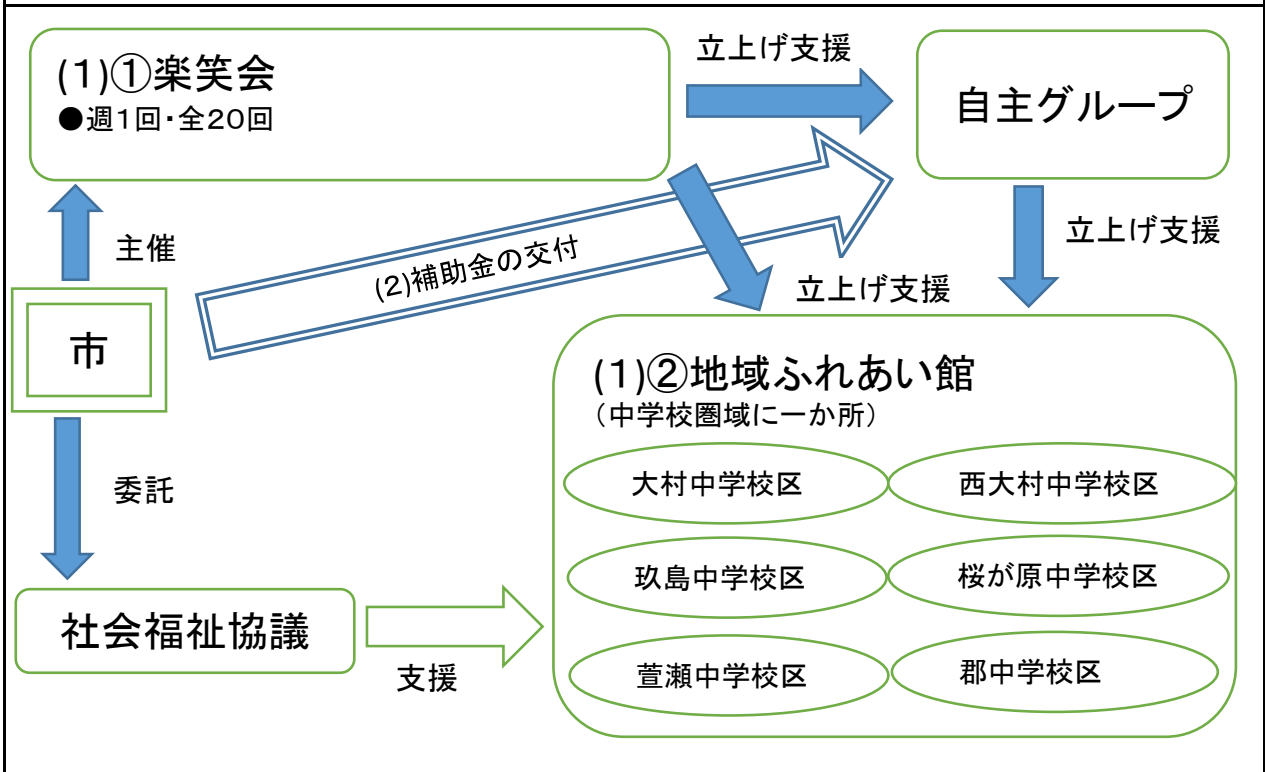 (1)①楽笑会
●週1回・全20回
立上げ支援
自主グループ
主催
(2)補助金の交付
立上げ支援
立上げ支援
市
(1)②地域ふれあい館
（中学校圏域に一か所）
大村中学校区
西大村中学校区
委託
玖島中学校区
桜が原中学校区
社会福祉協議
支援
萱瀬中学校区
郡中学校区